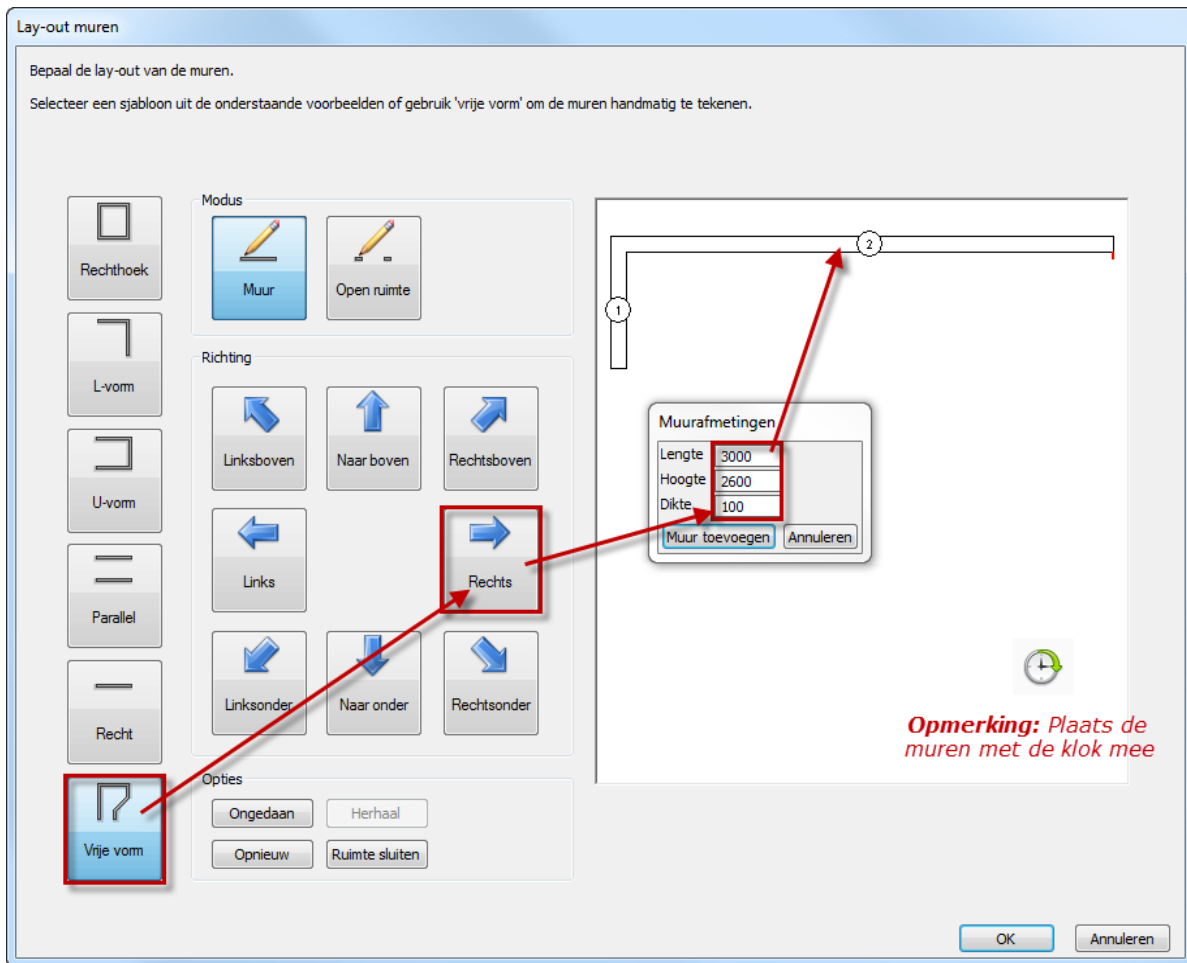 Lay-out muren
Bepaal de lay-out van de muren.
Selecteer een sjabloon uit de onderstaande voorbeelden of gebruik 'vrije vorm' om de muren handmatig te tekenen.
Rechthoek
L-vorm
U-vorm
Parallel
Recht
Vrije vorm
Modus
Muur
Open ruimte
Richting
Linksboven
Naar boven
Rechtsboven
Links
Rechts
Linksonder
Naar onder
Rechtsonder
Opties
Ongedaan
Herhaal
Opnieuw
Ruimte sluiten
2
1
Muurafmetingen
Lengte 3000
Hoogte 2600
Dikte 100
Muur toevoegen
Annuleren
Opmerking: Plaats de
muren met de klok mee
OK
Annuleren